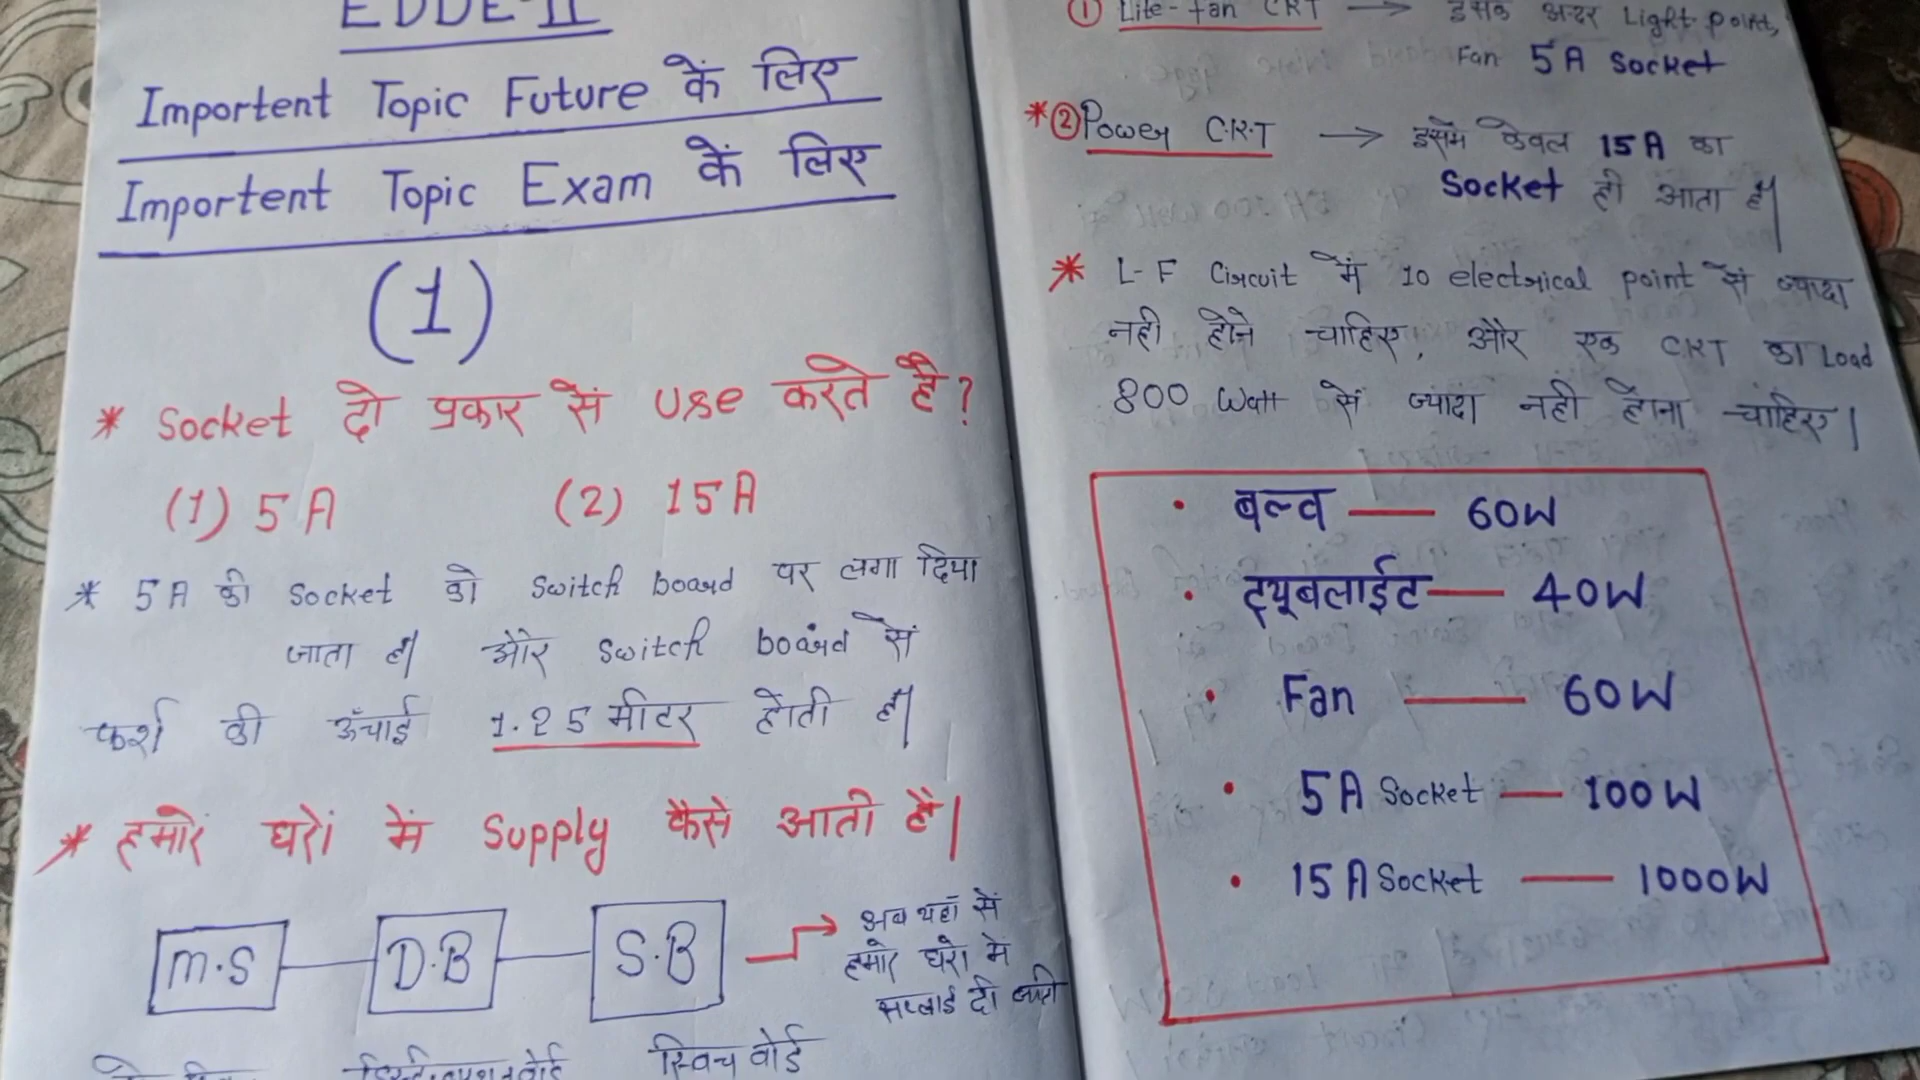 EDDE-II
Importent Topic Future कें लिए
Importent Topic Exam कें लिए
(1)
* Socket दो प्रकार सें Use करते है?
(1) 5A (2) 15A
* 5A की Socket को Switch board पर लगा दिया
जाता है। और Switch board सें
फर्श की ऊँचाई 1.25 मीटर होती है।
* हमारे घरों में Supply कैसे आती है।
M.S D.B S.B
अब यहाँ सें
हमारे घरो में
सप्लाई दी जाती
स्विच बोर्ड
① Lite-fan CRT → इसके अन्दर Light point,
Fan 5A Socket
*② Power C.R.T → इसमें केवल 15A का
Socket ही आता है।
* L-F Circuit में 10 electrical point सें ज्यादा
नही होने चाहिए, और एक CRT का Load
800 Watt सें ज्यादा नही होना चाहिए।
• बल्व — 60W
• ट्यूबलाईट — 40W
• Fan — 60W
• 5A Socket — 100W
• 15A Socket — 1000W